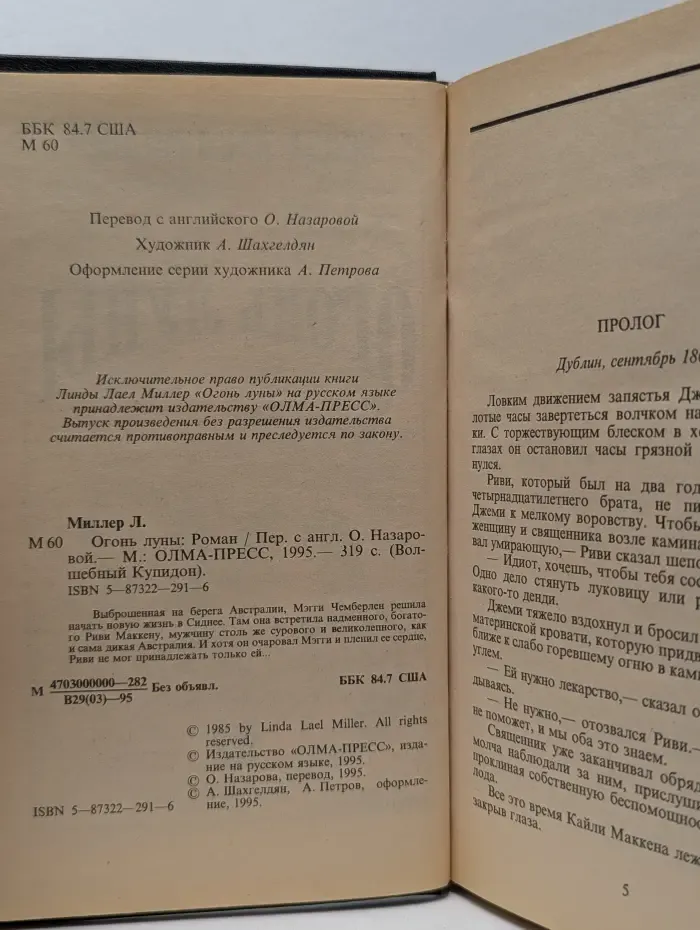 ББК 84.7 США
М 60
Перевод с английского О. Назаровой
Художник А. Шахгелдян
Оформление серии художника А. Петрова
Исключительное право публикации книги
Линды Лаел Миллер «Огонь луны» на русском языке
принадлежит издательству «ОЛМА-ПРЕСС».
Выпуск произведения без разрешения издательства
считается противоправным и преследуется по закону.
Миллер Л.
М 60 Огонь луны: Роман / Пер. с англ. О. Назаро-
вой.— М.: ОЛМА-ПРЕСС, 1995.— 319 с. (Вол-
шебный Купидон).
ISBN 5—87322—291—6
Выброшенная на берега Австралии, Мэгги Чемберлен решила
начать новую жизнь в Сиднее. Там она встретила надменного, богато-
го Риви Маккену, мужчину столь же сурового и великолепного, как
и сама дикая Австралия. И хотя он очаровал Мэгги и пленил ее сердце,
Риви не мог принадлежать только ей...
М 4703000000—282 Без объявл. ББК 84.7 США
В29(03)—95
© 1985 by Linda Lael Miller. All rights
reserved.
© Издательство «ОЛМА-ПРЕСС», изда-
ние на русском языке, 1995.
© О. Назарова, перевод, 1995.
© А. Шахгелдян, А. Петров, оформле-
ние, 1995.
ISBN 5—87322—291—6
ПРОЛОГ
Дублин, сентябрь
Ловким движением запястья
лотые часы завертеться волчком на
ки. С торжествующим блеском в
глазах он остановил часы грязной
нулся.
Риви, который был на два
четырнадцатилетнего брата, не
Джеми к мелкому воровству. Чтобы
женщину и священника возле
вал умирающую,— Риви сказал
— Идиот, хочешь, чтобы тебя
Одно дело стянуть луковицу или
какого-то денди.
Джеми тяжело вздохнул и бросил
материнской кровати, которую
ближе к слабо горевшему огню в
углем.
— Ей нужно лекарство,— сказал
дываясь.
— Не нужно,— отозвался Риви.—
не поможет, и мы оба это знаем.
Священник уже заканчивал
молча наблюдали за ним,
проклиная собственную
лода.
Все это время Кайли Маккена
закрыв глаза.
5